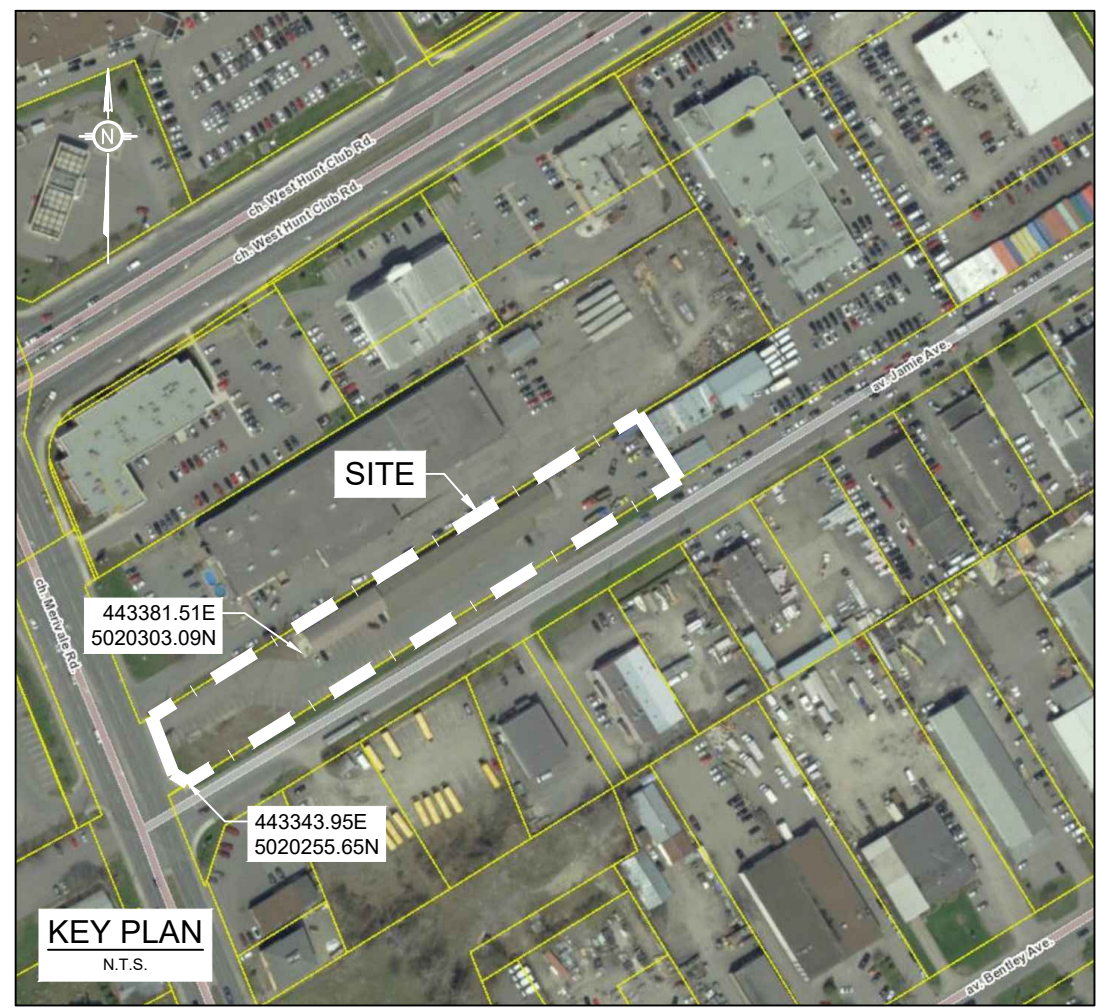 N
ch. West Hunt Club Rd.
ch. West Hunt Club Rd.
av. Jamie Ave.
SITE
ch. Merivale Rd.
443381.51E
5020303.09N
443343.95E
5020255.65N
KEY PLAN
N.T.S.
av. Bentley Ave.